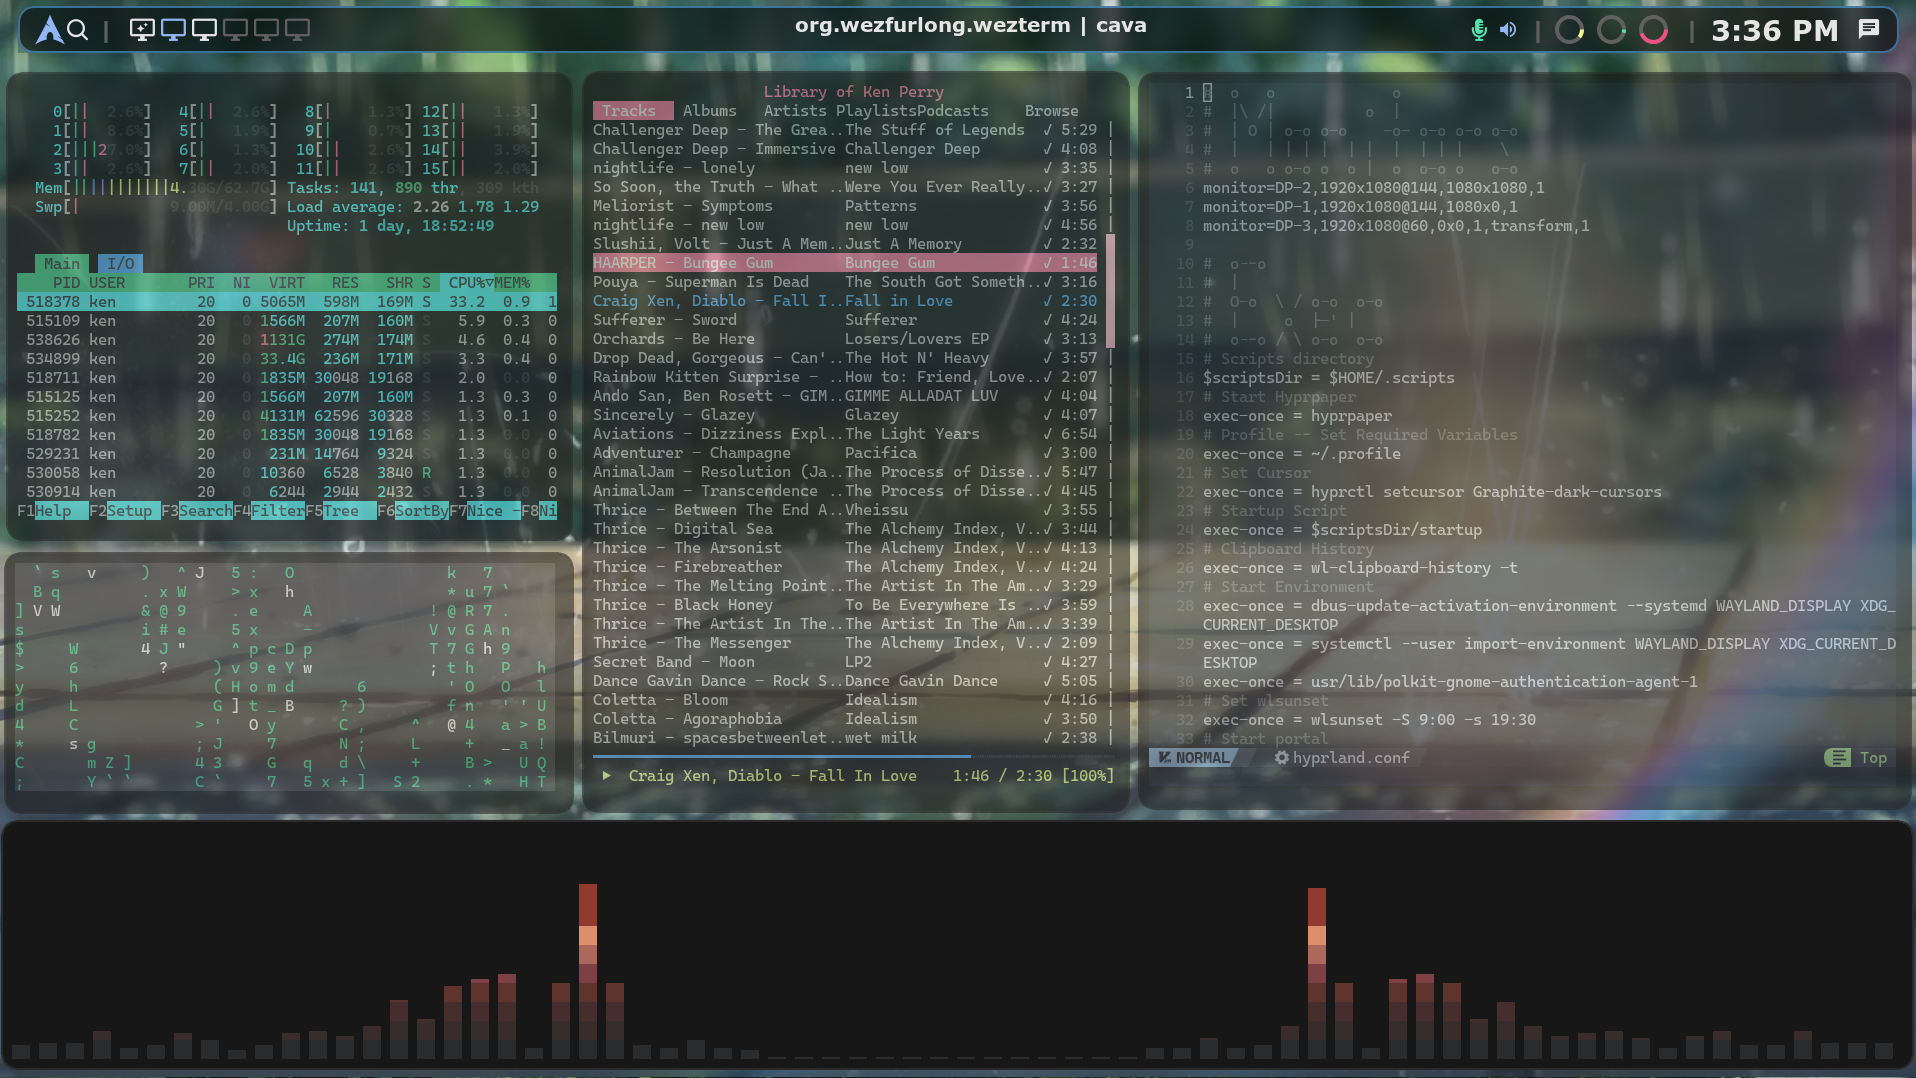 org.wezfurlong.wezterm | cava
3:36 PM
0[|| 2.6%] 4[|| 2.6%] 8[| 1.3%] 12[|| 1.3%]
1[|| 8.6%] 5[| 1.9%] 9[| 0.7%] 13[|| 1.9%]
2[|||27.0%] 6[| 1.3%] 10[|| 2.6%] 14[|| 3.9%]
3[|| 2.6%] 7[|| 2.0%] 11[|| 2.6%] 15[|| 2.0%]
Mem[|||||||||||4.30G/62.7G] Tasks: 141, 890 thr, 309 kth
Swp[| 9.00M/4.00G] Load average: 2.26 1.78 1.29
Uptime: 1 day, 18:52:49
Main I/O
PID USER PRI NI VIRT RES SHR S CPU%▽MEM%
518378 ken 20 0 5065M 598M 169M S 33.2 0.9 1
515109 ken 20 0 1566M 207M 160M S 5.9 0.3 0
538626 ken 20 0 1131G 274M 174M S 4.6 0.4 0
534899 ken 20 0 33.4G 236M 171M S 3.3 0.4 0
518711 ken 20 0 1835M 30048 19168 S 2.0 0.0 0
515125 ken 20 0 1566M 207M 160M S 1.3 0.3 0
515252 ken 20 0 4131M 62596 30328 S 1.3 0.1 0
518782 ken 20 0 1835M 30048 19168 S 1.3 0.0 0
529231 ken 20 0 231M 14764 9324 S 1.3 0.0 0
530058 ken 20 0 10360 6528 3840 R 1.3 0.0 0
530914 ken 20 0 6244 2944 2432 S 1.3 0.0 0
F1Help F2Setup F3SearchF4FilterF5Tree F6SortByF7Nice -F8Ni
Library of Ken Perry
Tracks Albums Artists PlaylistsPodcasts Browse
Challenger Deep – The Grea..The Stuff of Legends ✓ 5:29
Challenger Deep – Immersive Challenger Deep ✓ 4:08
nightlife – lonely new low ✓ 3:35
So Soon, the Truth – What ..Were You Ever Really..✓ 3:27
Meliorist – Symptoms Patterns ✓ 3:56
nightlife – new low new low ✓ 4:56
Slushii, Volt – Just A Mem..Just A Memory ✓ 2:32
HAARPER – Bungee Gum Bungee Gum ✓ 1:46
Pouya – Superman Is Dead The South Got Someth..✓ 3:16
Craig Xen, Diablo – Fall I..Fall in Love ✓ 2:30
Sufferer – Sword Sufferer ✓ 4:24
Orchards – Be Here Losers/Lovers EP ✓ 3:13
Drop Dead, Gorgeous – Can'..The Hot N' Heavy ✓ 3:57
Rainbow Kitten Surprise – ..How to: Friend, Love..✓ 2:07
Ando San, Ben Rosett – GIM..GIMME ALLADAT LUV ✓ 4:04
Sincerely – Glazey Glazey ✓ 4:07
Aviations – Dizziness Expl..The Light Years ✓ 6:54
Adventurer – Champagne Pacifica ✓ 3:00
AnimalJam – Resolution (Ja..The Process of Disse..✓ 5:47
AnimalJam – Transcendence ..The Process of Disse..✓ 4:45
Thrice – Between The End A..Vheissu ✓ 3:55
Thrice – Digital Sea The Alchemy Index, V..✓ 3:44
Thrice – The Arsonist The Alchemy Index, V..✓ 4:13
Thrice – Firebreather The Alchemy Index, V..✓ 4:24
Thrice – The Melting Point..The Artist In The Am..✓ 3:29
Thrice – Black Honey To Be Everywhere Is ..✓ 3:59
Thrice – The Artist In The..The Artist In The Am..✓ 3:39
Thrice – The Messenger The Alchemy Index, V..✓ 2:09
Secret Band – Moon LP2 ✓ 4:27
Dance Gavin Dance – Rock S..Dance Gavin Dance ✓ 5:05
Coletta – Bloom Idealism ✓ 4:16
Coletta – Agoraphobia Idealism ✓ 3:50
Bilmuri – spacesbetweenlet..wet milk ✓ 2:38
▶ Craig Xen, Diablo – Fall In Love 1:46 / 2:30 [100%]
6 monitor=DP-2,1920x1080@144,1080x1080,1
7 monitor=DP-1,1920x1080@144,1080x0,1
8 monitor=DP-3,1920x1080@60,0x0,1,transform,1
15 # Scripts directory
16 $scriptsDir = $HOME/.scripts
17 # Start Hyprpaper
18 exec-once = hyprpaper
19 # Profile -- Set Required Variables
20 exec-once = ~/.profile
21 # Set Cursor
22 exec-once = hyprctl setcursor Graphite-dark-cursors
23 # Startup Script
24 exec-once = $scriptsDir/startup
25 # Clipboard History
26 exec-once = wl-clipboard-history -t
27 # Start Environment
28 exec-once = dbus-update-activation-environment --systemd WAYLAND_DISPLAY XDG_
CURRENT_DESKTOP
29 exec-once = systemctl --user import-environment WAYLAND_DISPLAY XDG_CURRENT_D
ESKTOP
30 exec-once = usr/lib/polkit-gnome-authentication-agent-1
31 # Set wlsunset
32 exec-once = wlsunset -S 9:00 -s 19:30
33 # Start portal
NORMAL hyprland.conf Top